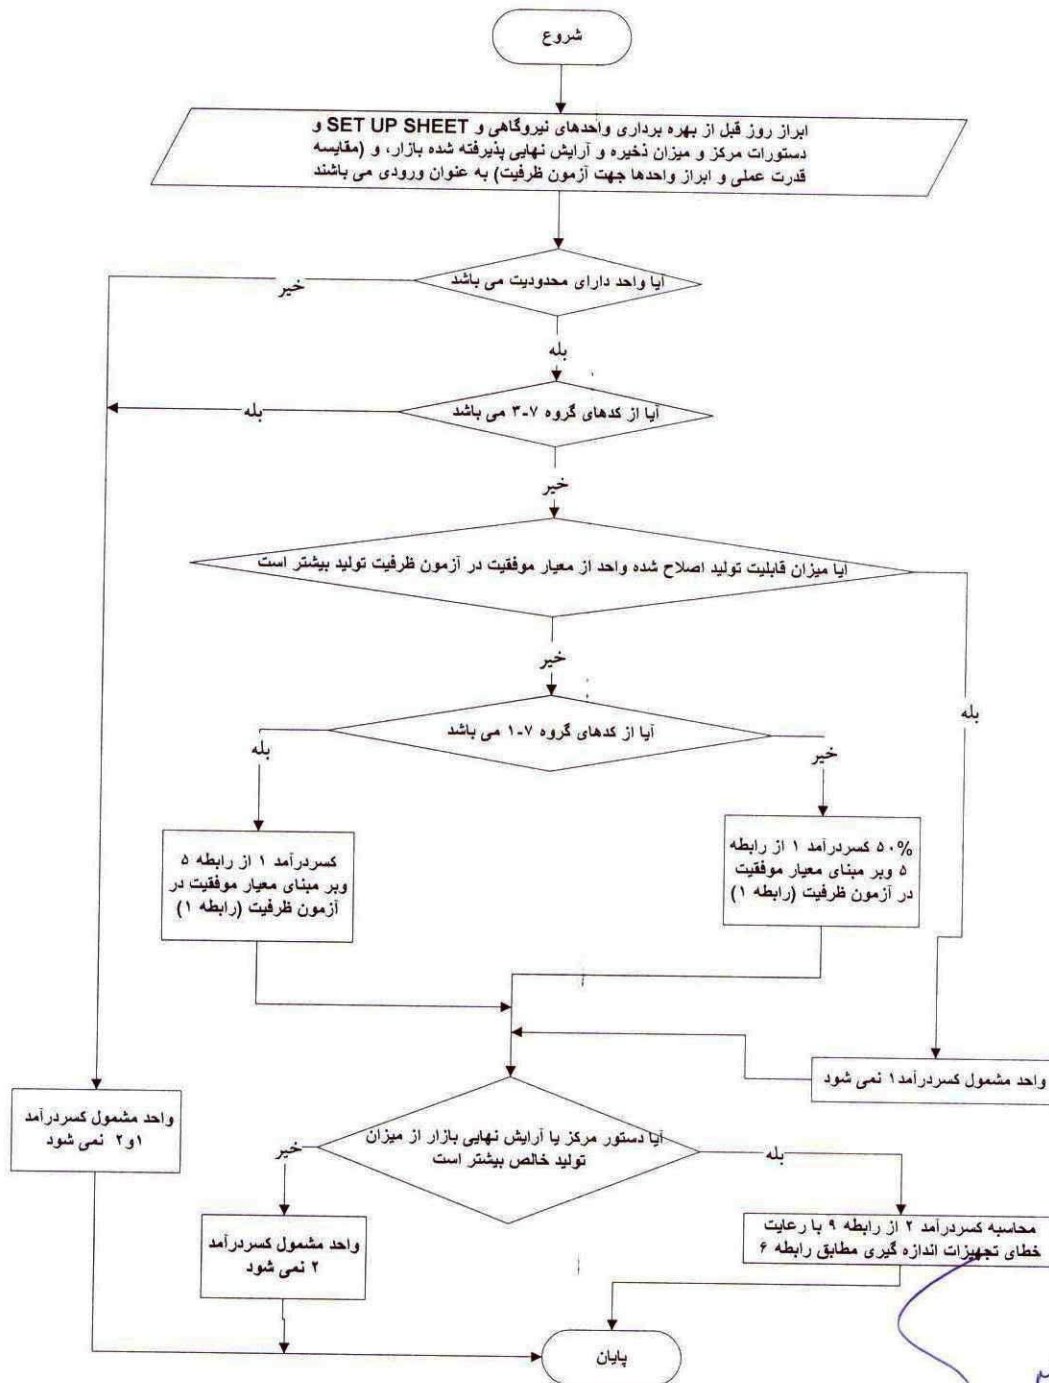 شروع
ابراز روز قبل از بهره برداری واحدهای نیروگاهی و SET UP SHEET و
دستورات مرکز و میزان ذخیره و آرایش نهایی پذیرفته شده بازار، و (مقایسه
قدرت عملی و ابراز واحدها جهت آزمون ظرفیت) به عنوان ورودی می باشند
آیا واحد دارای محدودیت می باشد
خیر
بله
آیا از کدهای گروه ۷-۳ می باشد
بله
خیر
ایا میزان قابلیت تولید اصلاح شده واحد از معیار موفقیت در آزمون ظرفیت تولید بیشتر است
خیر
بله
آیا از کدهای گروه ۷-۱ می باشد
بله
خیر
۵۰% کسردرآمد ۱ از رابطه
۵ وبر مبنای معیار موفقیت
در آزمون ظرفیت (رابطه ۱)
کسردرآمد ۱ از رابطه ۵
وبر مبنای معیار موفقیت در
آزمون ظرفیت (رابطه ۱)
واحد مشمول کسردرآمد۱ نمی شود
آیا دستور مرکز یا آرایش نهایی بازار از میزان
تولید خالص بیشتر است
خیر
بله
واحد مشمول کسردرآمد
۱و۲ نمی شود
محاسبه کسردرآمد ۲ از رابطه ۹ با رعایت
خطای تجهیزات اندازه گیری مطابق رابطه ۶
واحد مشمول کسردرآمد
۲ نمی شود
پایان